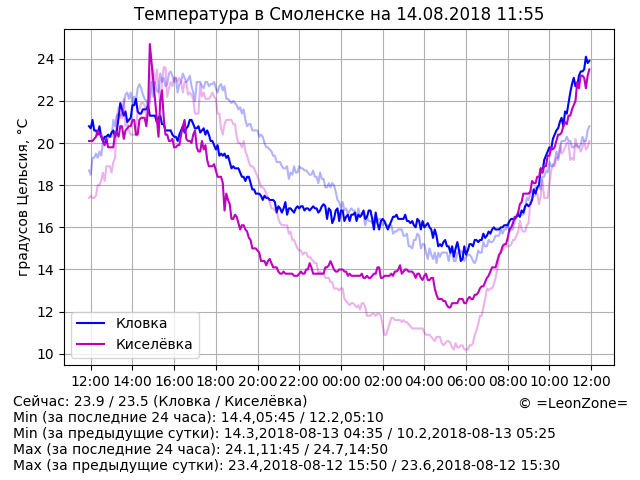 Температура в Смоленске на 14.08.2018 11:55
градусов Цельсия, °C
24
22
20
18
16
14
12
10
Кловка
Киселёвка
12:00 14:00 16:00 18:00 20:00 22:00 00:00 02:00 04:00 06:00 08:00 10:00 12:00
Сейчас: 23.9 / 23.5 (Кловка / Киселёвка)
© =LeonZone=
Min (за последние 24 часа): 14.4,05:45 / 12.2,05:10
Min (за предыдущие сутки): 14.3,2018-08-13 04:35 / 10.2,2018-08-13 05:25
Max (за последние 24 часа): 24.1,11:45 / 24.7,14:50
Max (за предыдущие сутки): 23.4,2018-08-12 15:50 / 23.6,2018-08-12 15:30